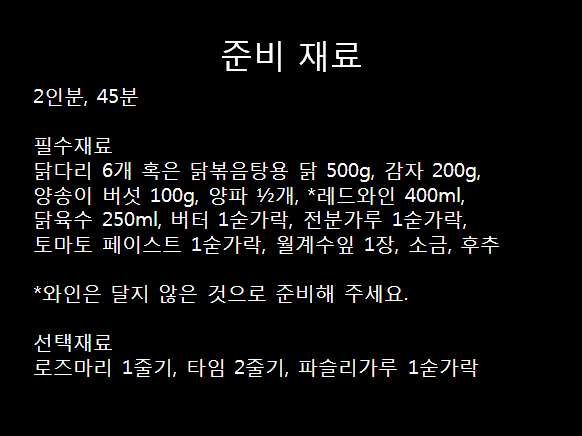 준비 재료
2인분, 45분
필수재료
닭다리 6개 혹은 닭볶음탕용 닭 500g, 감자 200g,
양송이 버섯 100g, 양파 ½개, *레드와인 400ml,
닭육수 250ml, 버터 1숟가락, 전분가루 1숟가락,
토마토 페이스트 1숟가락, 월계수잎 1장, 소금, 후추
*와인은 달지 않은 것으로 준비해 주세요.
선택재료
로즈마리 1줄기, 타임 2줄기, 파슬리가루 1숟가락